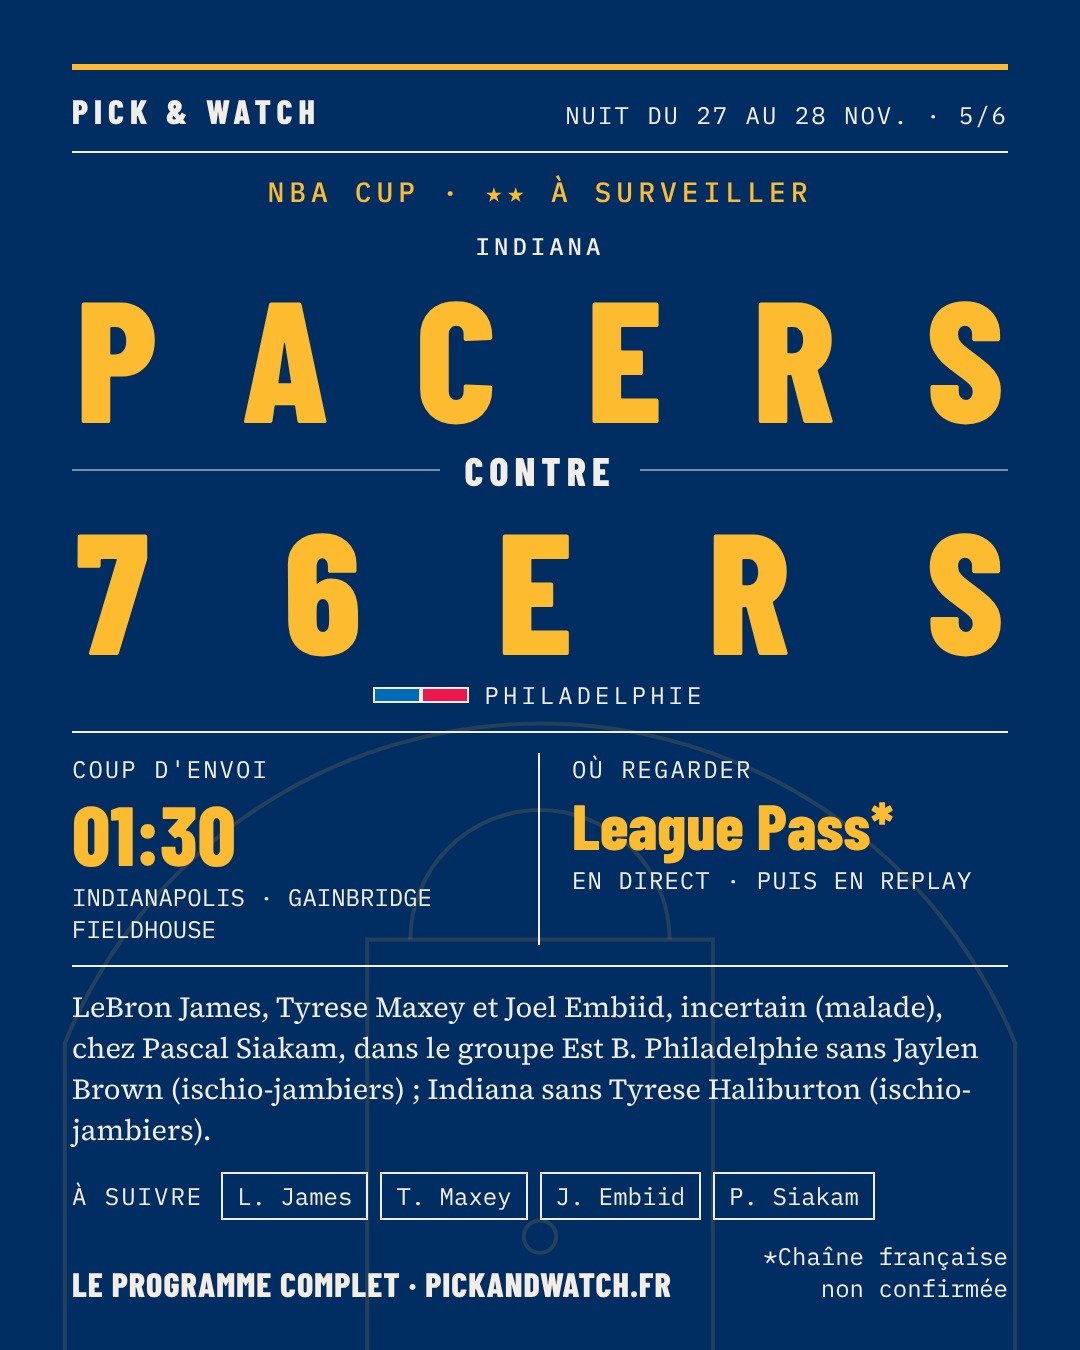 PICK & WATCH
NUIT DU 27 AU 28 NOV. · 5/6
NBA CUP · ★★ À SURVEILLER
INDIANA
PACERS
CONTRE
76ERS
PHILADELPHIE
COUP D'ENVOI
01:30
INDIANAPOLIS · GAINBRIDGE
FIELDHOUSE
OÙ REGARDER
League Pass*
EN DIRECT · PUIS EN REPLAY
LeBron James, Tyrese Maxey et Joel Embiid, incertain (malade),
chez Pascal Siakam, dans le groupe Est B. Philadelphie sans Jaylen
Brown (ischio-jambiers) ; Indiana sans Tyrese Haliburton (ischio-
jambiers).
À SUIVRE L. James T. Maxey J. Embiid P. Siakam
LE PROGRAMME COMPLET · PICKANDWATCH.FR
*Chaîne française
non confirmée